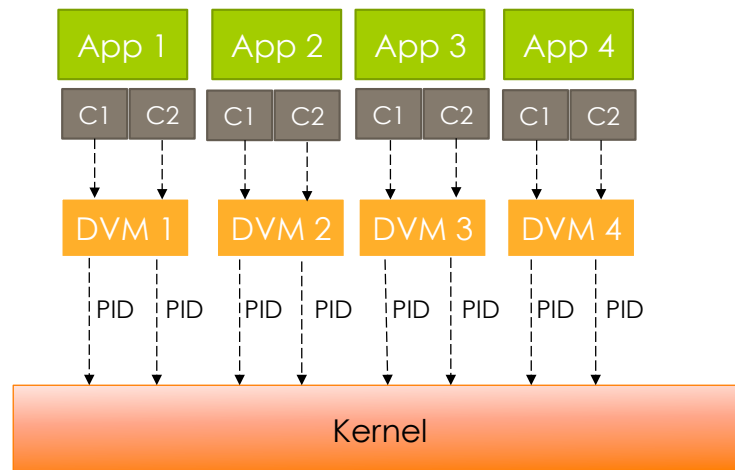 App 1 App 2 App 3 App 4
C1 C2 C1 C2 C1 C2 C1 C2
DVM 1 DVM 2 DVM 3 DVM 4
PID PID PID PID PID PID PID PID
Kernel